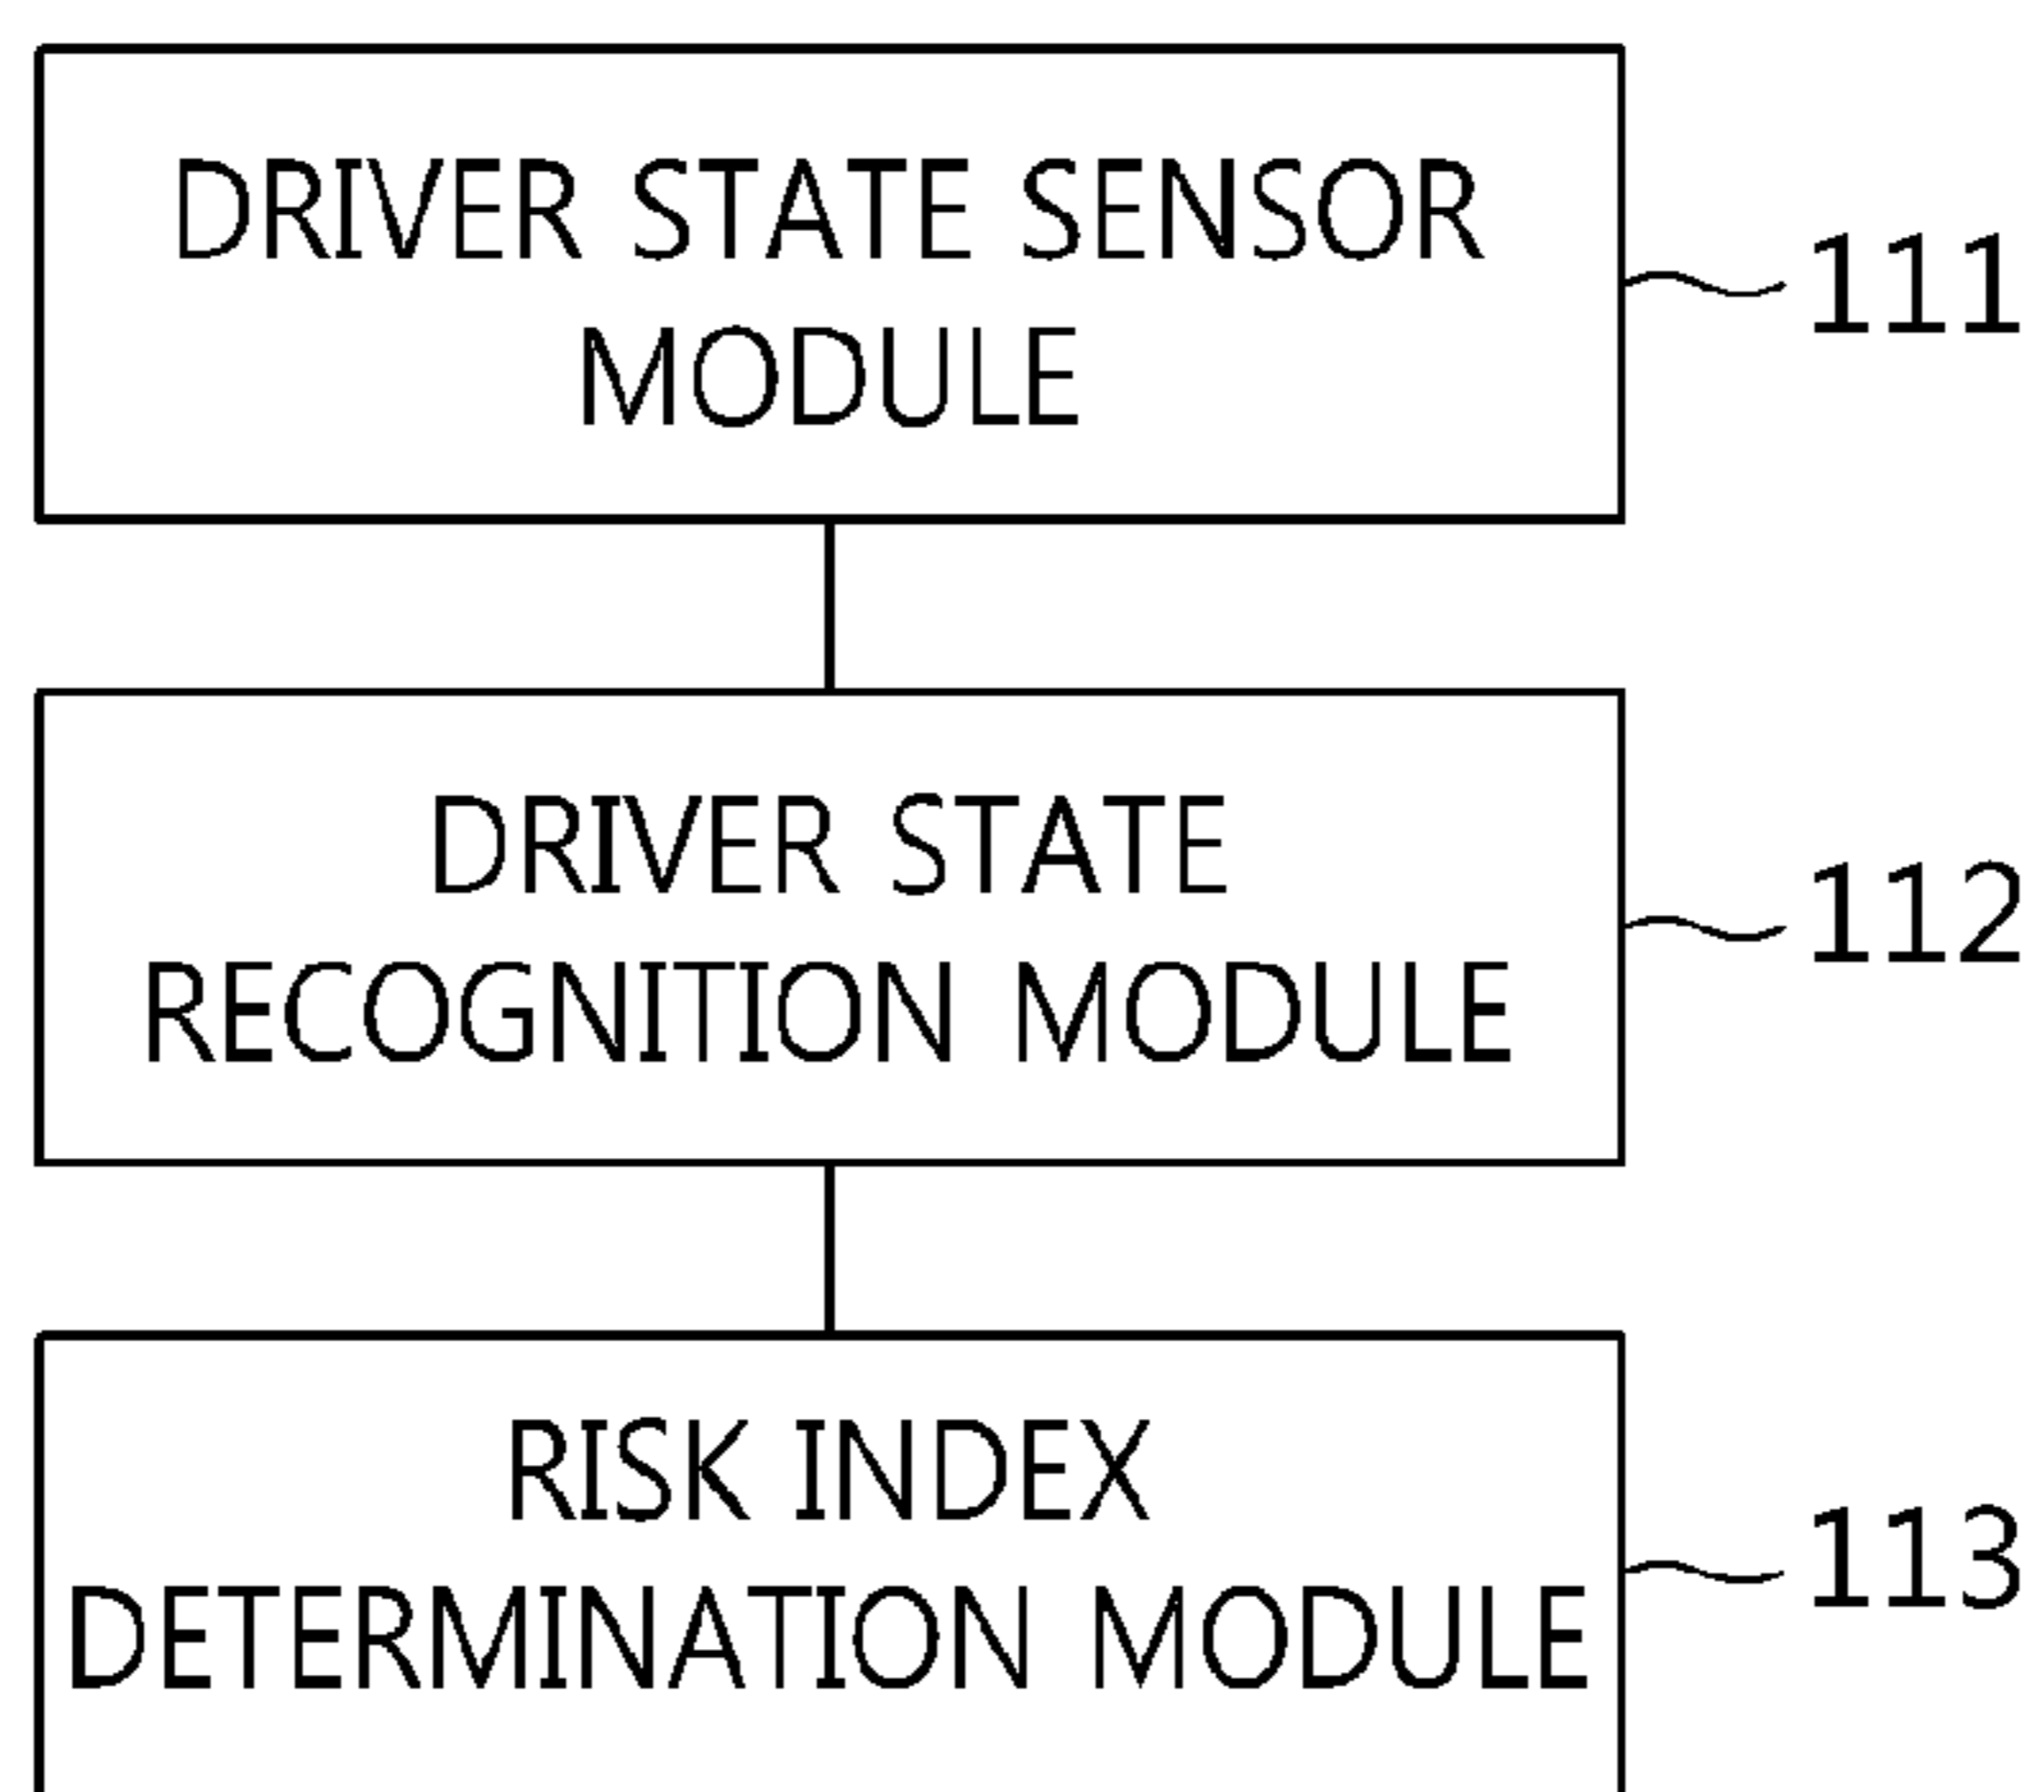 DRIVER STATE SENSOR
MODULE
111
DRIVER STATE
RECOGNITION MODULE
112
RISK INDEX
DETERMINATION MODULE
113